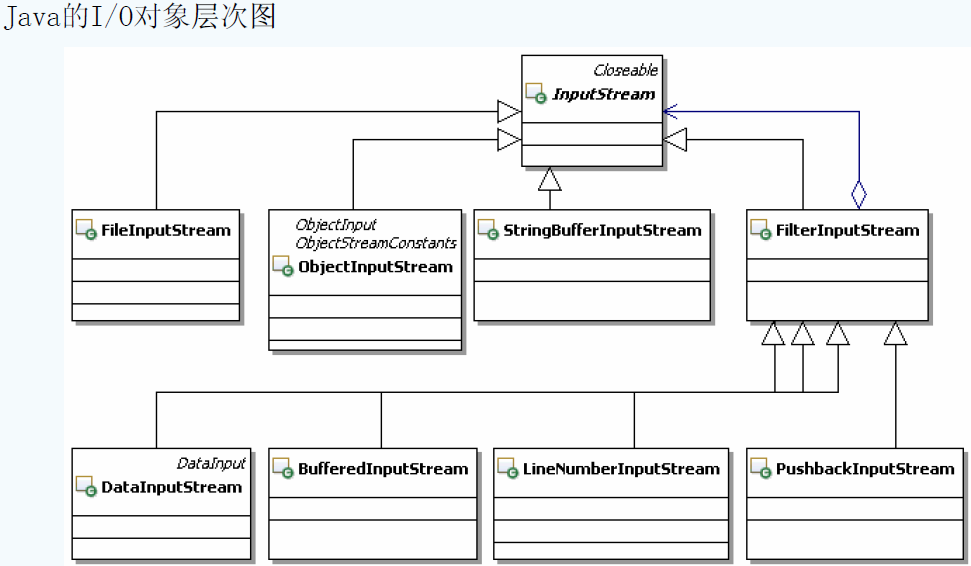 Java的I/O对象层次图
Closeable
InputStream
FileInputStream
ObjectInput
ObjectStreamConstants
ObjectInputStream
StringBufferInputStream
FilterInputStream
DataInput
DataInputStream
BufferedInputStream
LineNumberInputStream
PushbackInputStream